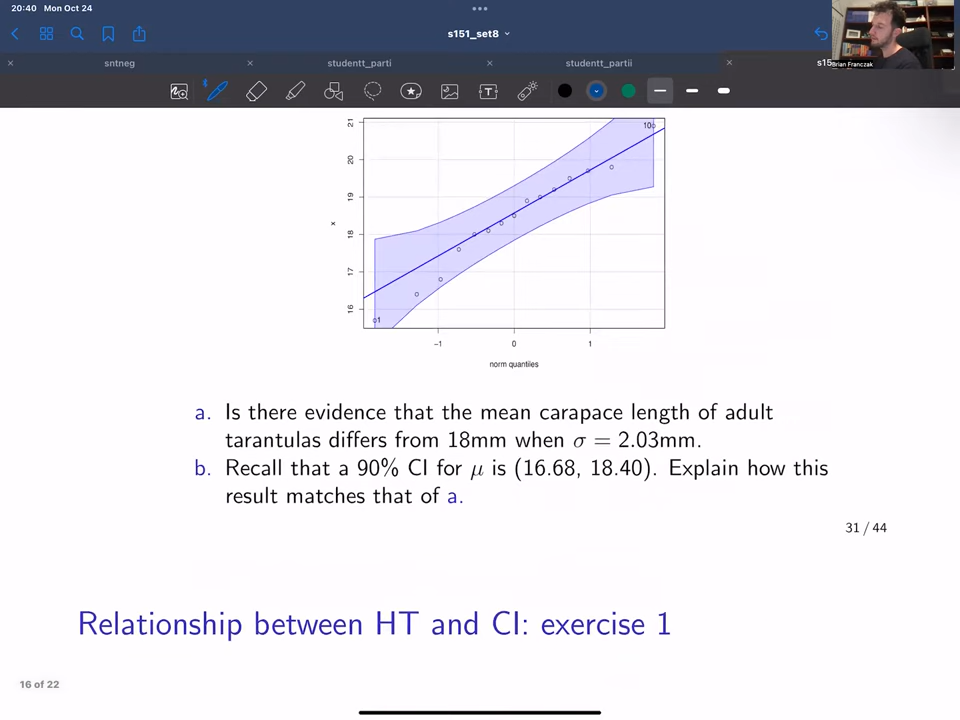 20:40 Mon Oct 24
s151_set8
sntneg
studentt_parti
studentt_partii
s15
Brian Franczak
21
20
19
18
17
16
x
10
1
-1
0
1
norm quantiles
a. Is there evidence that the mean carapace length of adult
tarantulas differs from 18mm when σ = 2.03mm.
b. Recall that a 90% CI for μ is (16.68, 18.40). Explain how this
result matches that of a.
31 / 44
Relationship between HT and CI: exercise 1
16 of 22